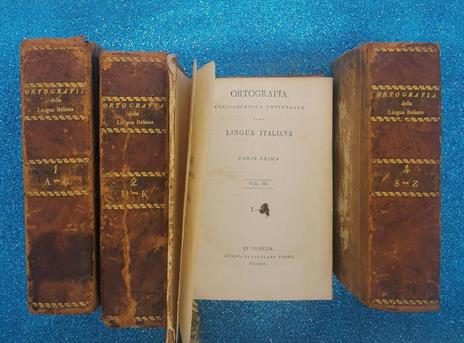 ORTOGRAFIA
della
Lingua Italiana
1
A
ORTOGRAFIA
della
Lingua Italiana
2
D–K
ORTOGRAFIA
ENCICLOPEDICA UNIVERSALE
DELLA
LINGUA ITALIANA
PARTE PRIMA
VOL. III.
IN VENEZIA
ORTOGRAFIA
della
Lingua Italiana
4
S–Z